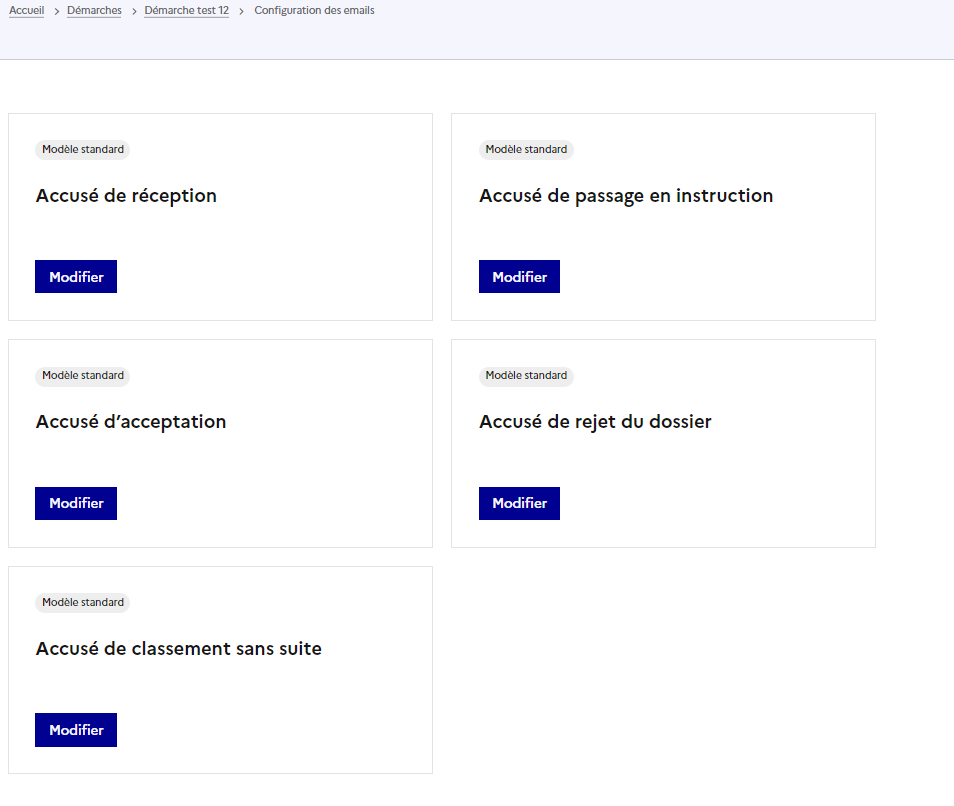 Accueil > Démarches > Démarche test 12 > Configuration des emails
Modèle standard
Accusé de réception
Modifier
Modèle standard
Accusé de passage en instruction
Modifier
Modèle standard
Accusé d’acceptation
Modifier
Modèle standard
Accusé de rejet du dossier
Modifier
Modèle standard
Accusé de classement sans suite
Modifier